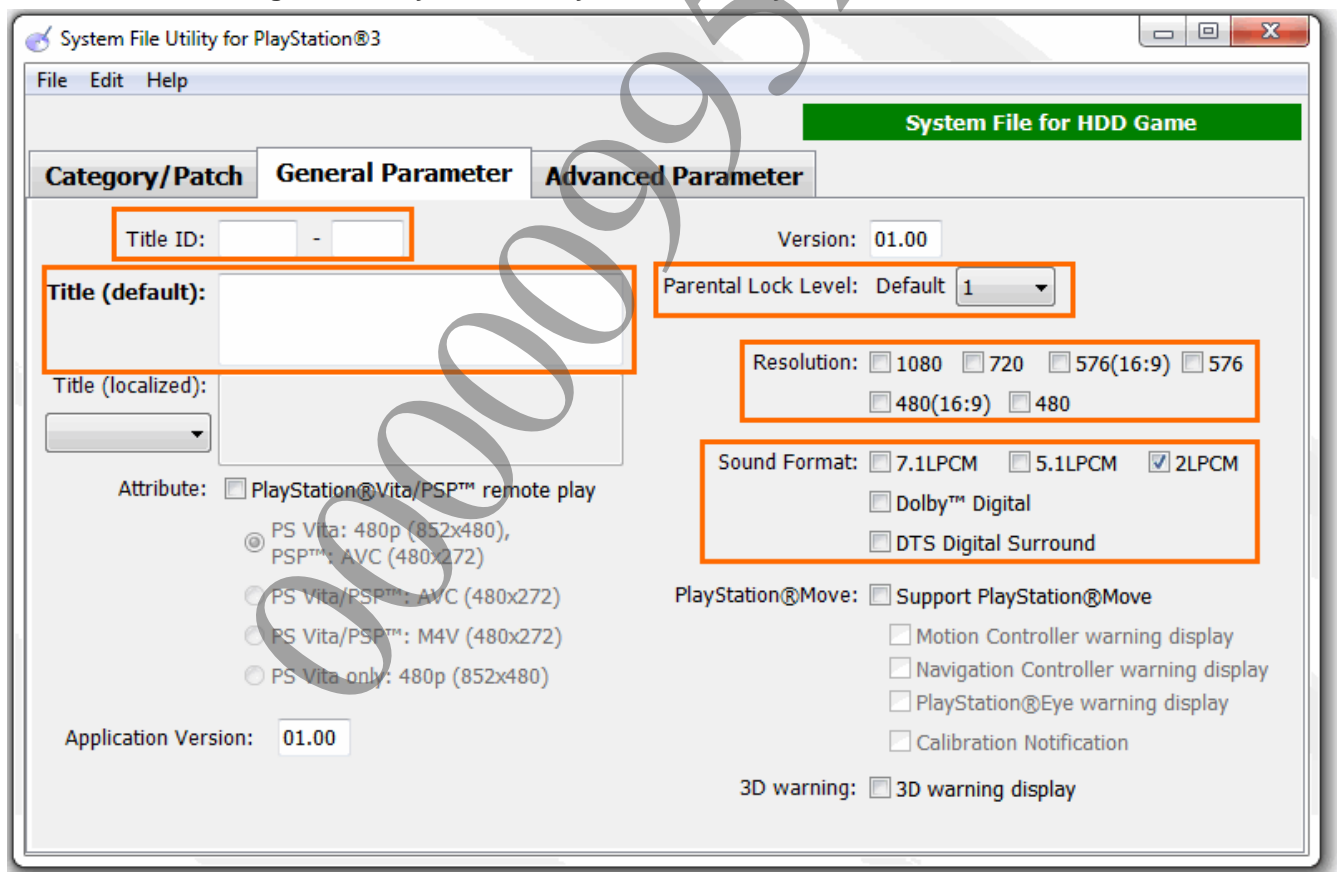 System File Utility for PlayStation®3
File Edit Help
System File for HDD Game
Category/Patch General Parameter Advanced Parameter
Title ID: -
Version: 01.00
Title (default):
Parental Lock Level: Default 1
Resolution: 1080 720 576(16:9) 576
480(16:9) 480
Title (localized):
Sound Format: 7.1LPCM 5.1LPCM 2LPCM
Dolby™ Digital
DTS Digital Surround
Attribute: PlayStation®Vita/PSP™ remote play
PS Vita: 480p (852x480),
PSP™: AVC (480x272)
PS Vita/PSP™: AVC (480x272)
PS Vita/PSP™: M4V (480x272)
PS Vita only: 480p (852x480)
PlayStation®Move: Support PlayStation®Move
Motion Controller warning display
Navigation Controller warning display
PlayStation®Eye warning display
Calibration Notification
Application Version: 01.00
3D warning: 3D warning display